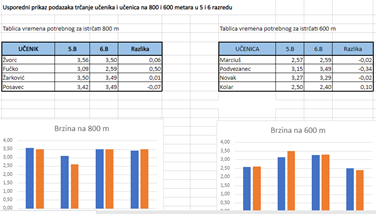 Usporedni prikaz podazaka trčanje učenika i učenica na 800 i 600 metara u 5 i 6 razredu
Tablica vremena potrebnog za istrčati 800 m
UČENIK 5.B 6.B Razlika
Žvorc 3,56 3,50 0,06
Fučko 3,09 2,59 0,50
Žarković 3,50 3,49 0,01
Posavec 3,42 3,49 -0,07
Tablica vremena potrebnog za istrčati 600 m
UČENICA 5.B 6.B Razlika
Marciuš 2,57 2,59 -0,02
Podvezanec 3,15 3,49 -0,34
Novak 3,27 3,29 -0,02
Kolar 2,50 2,40 0,10
Brzina na 800 m
4,00
3,50
3,00
2,50
2,00
1,50
1,00
0,50
0,00
Brzina na 600 m
4,00
3,50
3,00
2,50
2,00
1,50
1,00
0,50
0,00